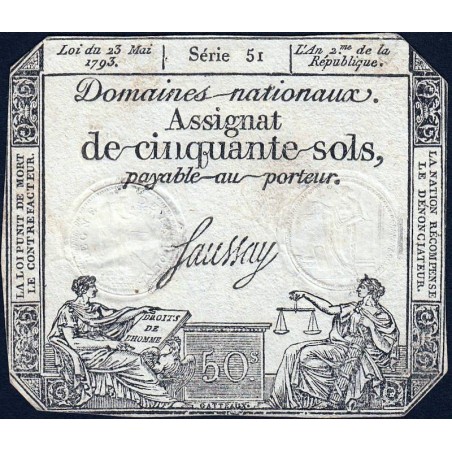 Loi du 23 Mai
1793.
Série 51
L'An 2.me de la
République.
Domaines nationaux.
Assignat
de cinquante sols,
payable au porteur.
Saussay
LA LOI PUNIT DE MORT
LE CONTREFACTEUR.
LA NATION RÉCOMPENSE
LE DÉNONCIATEUR.
DROITS
DE
L'HOMME
50s
GATTEAUX